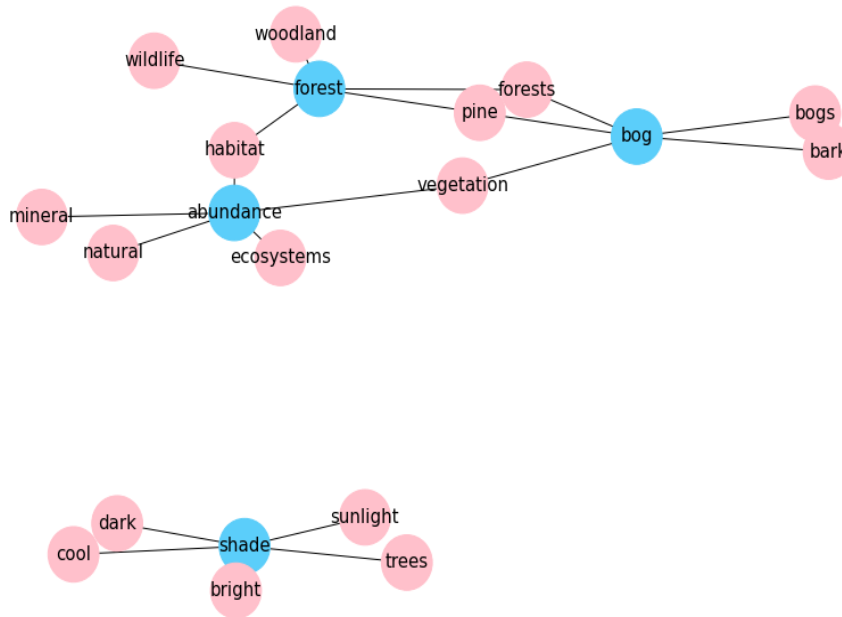 woodland
wildlife
forest
forests
pine
bogs
bog
bark
habitat
vegetation
mineral
abundance
natural
ecosystems
dark
sunlight
shade
cool
trees
bright